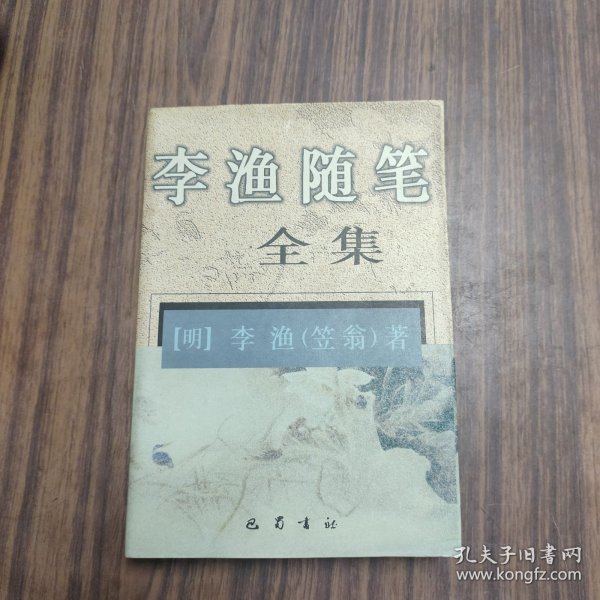 李渔随笔
全集
[明] 李渔(笠翁)著
巴蜀书社
孔夫子旧书网
www.kongfz.com